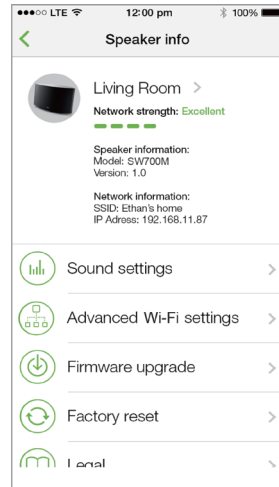 LTE 12:00 pm 100%
Speaker info
Living Room
Network strength: Excellent
Speaker information:
Model: SW700M
Version: 1.0
Network information:
SSID: Ethan's home
IP Adress: 192.168.11.87
Sound settings
Advanced Wi-Fi settings
Firmware upgrade
Factory reset
Legal